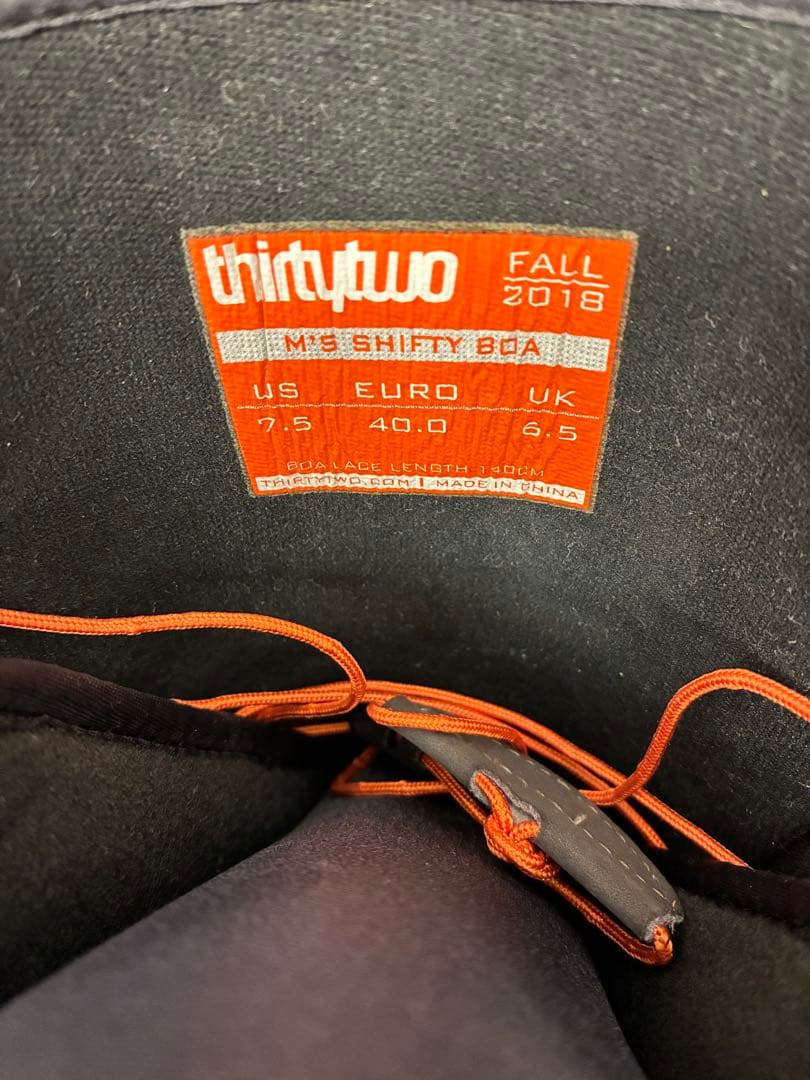 thirtytwo FALL 2018
M'S SHIFTY BOA
US EURO UK
7.5 40.0 6.5
BOA LACE LENGTH-140CM
THIRTYTWO.COM | MADE IN CHINA